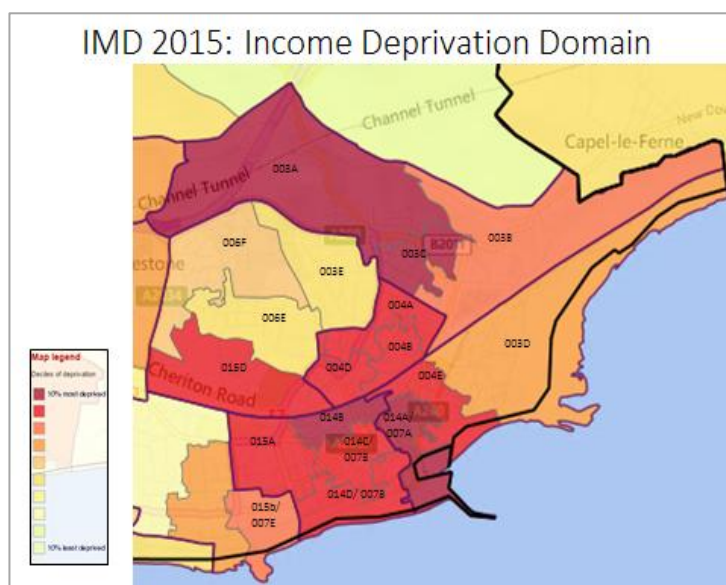 IMD 2015: Income Deprivation Domain
Channel Tunnel
New
Capel-le-Ferne
003A
Channel Tunnel
006F
003C
003B
003E
stone
004A
006E
004B
003D
015D
004D
004E
Cheriton Road
014B
014A/
007A
015A
014C/
007B
014D/ 007B
015b/
007E
Map legend
Deciles of deprivation
10% most deprived
10% least deprived